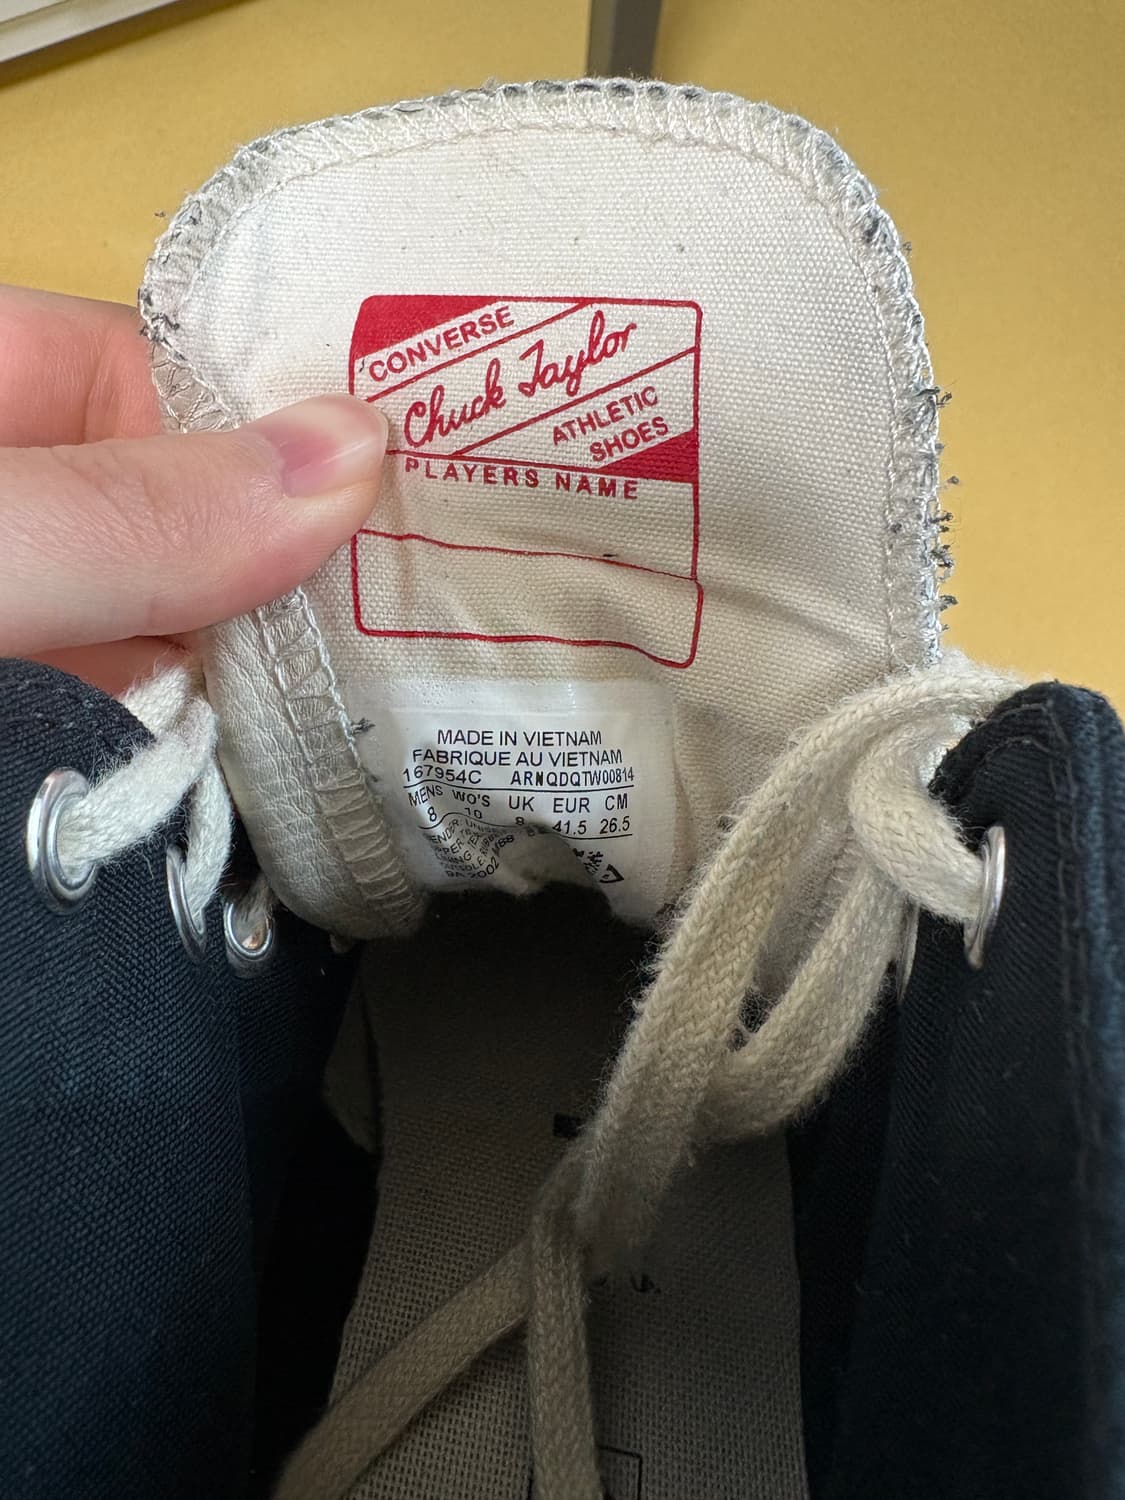 CONVERSE
Chuck Taylor
ATHLETIC
SHOES
PLAYERS NAME
MADE IN VIETNAM
FABRIQUE AU VIETNAM
167954C ARNQDQTW00814
MENS WO'S UK EUR CM
8 10 8 41.5 26.5